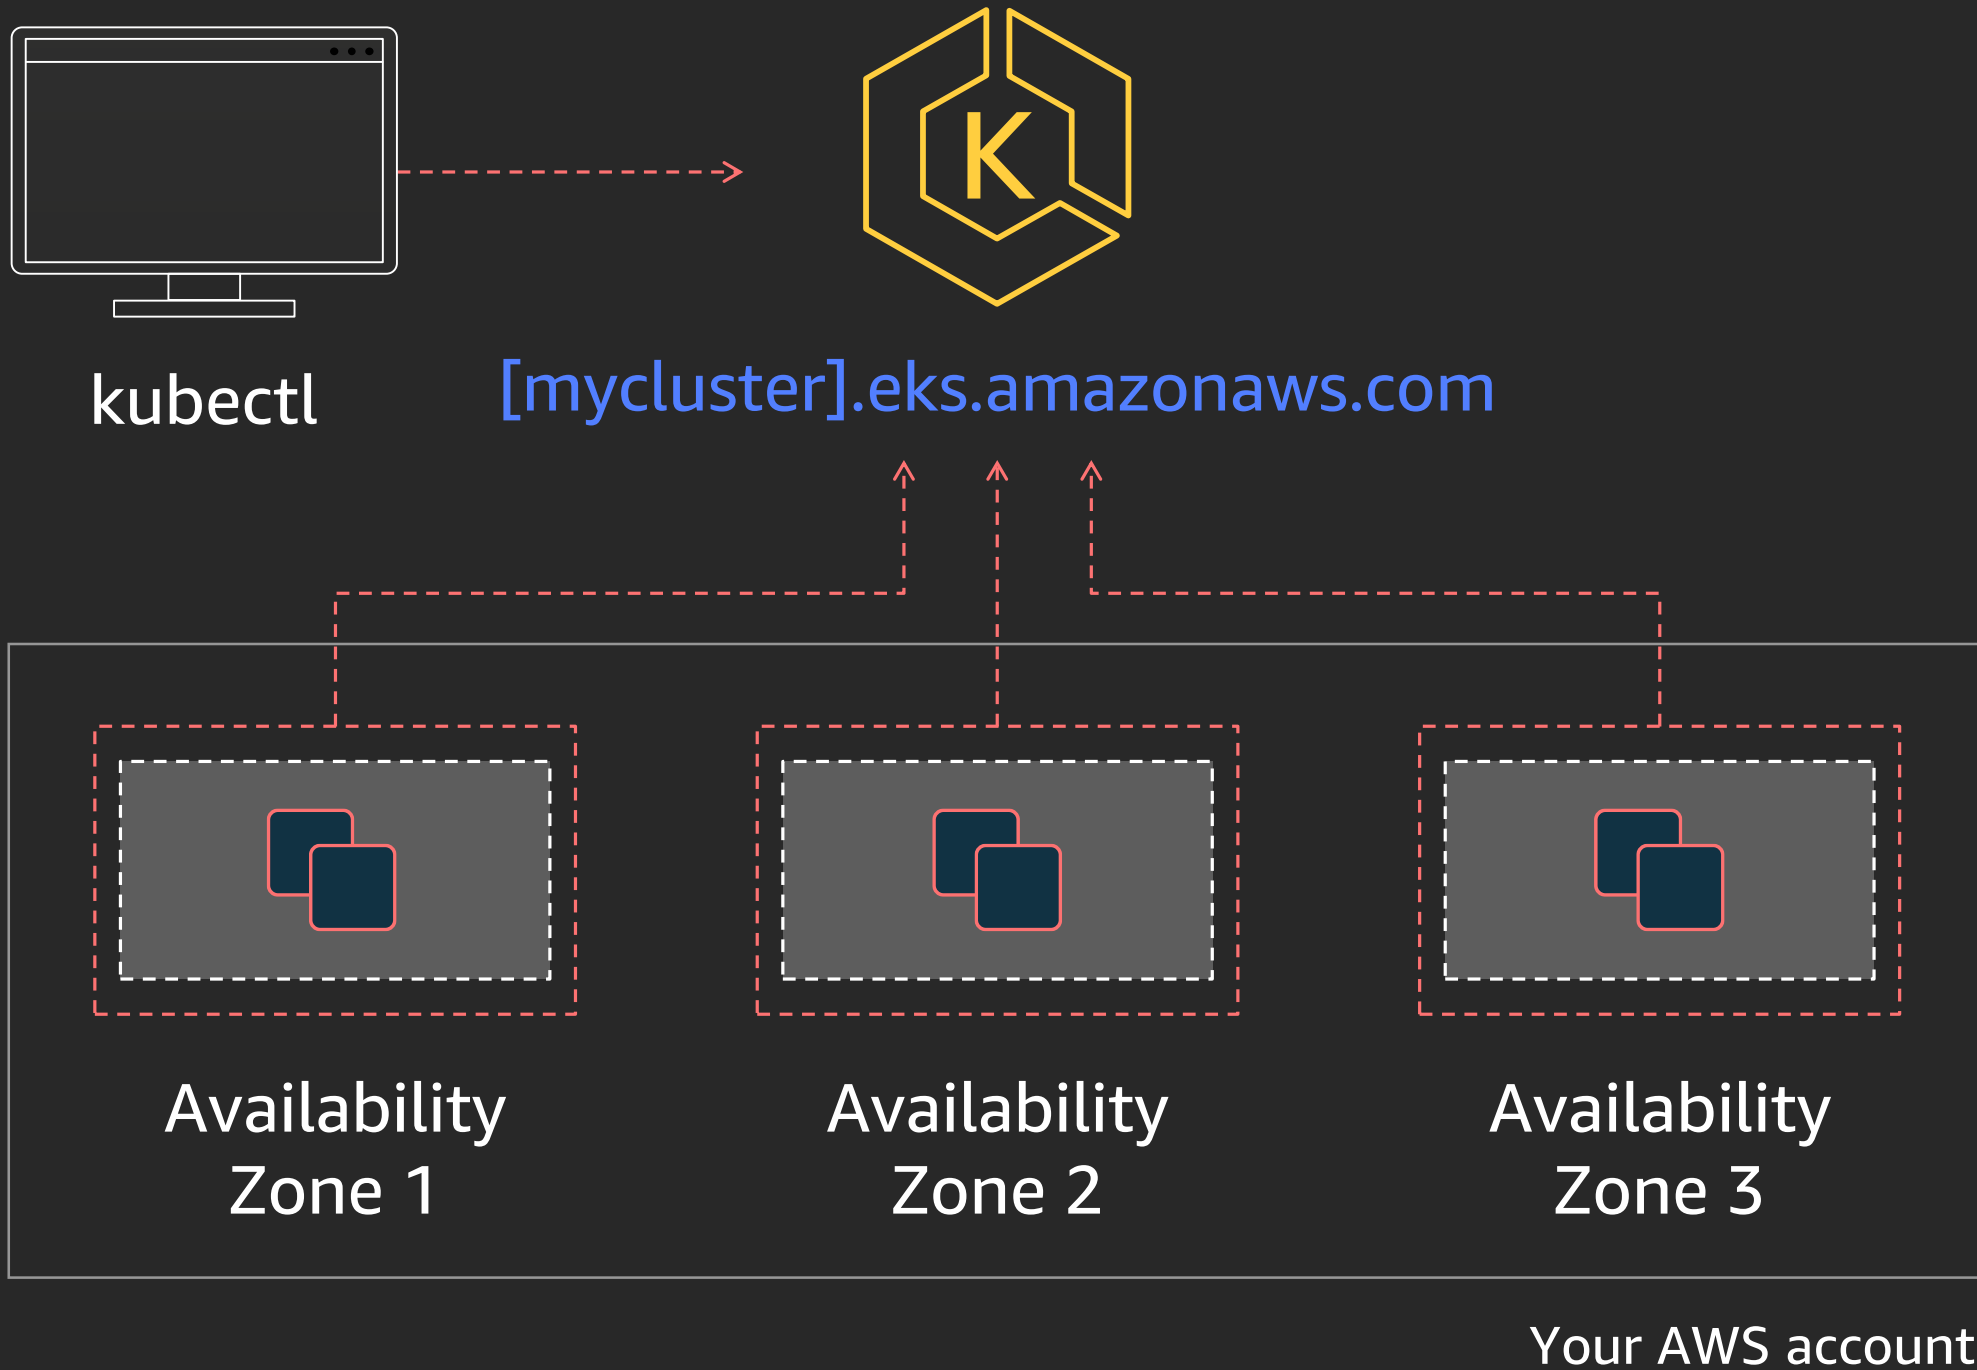 K
kubectl
[mycluster].eks.amazonaws.com
Availability
Zone 1
Availability
Zone 2
Availability
Zone 3
Your AWS account